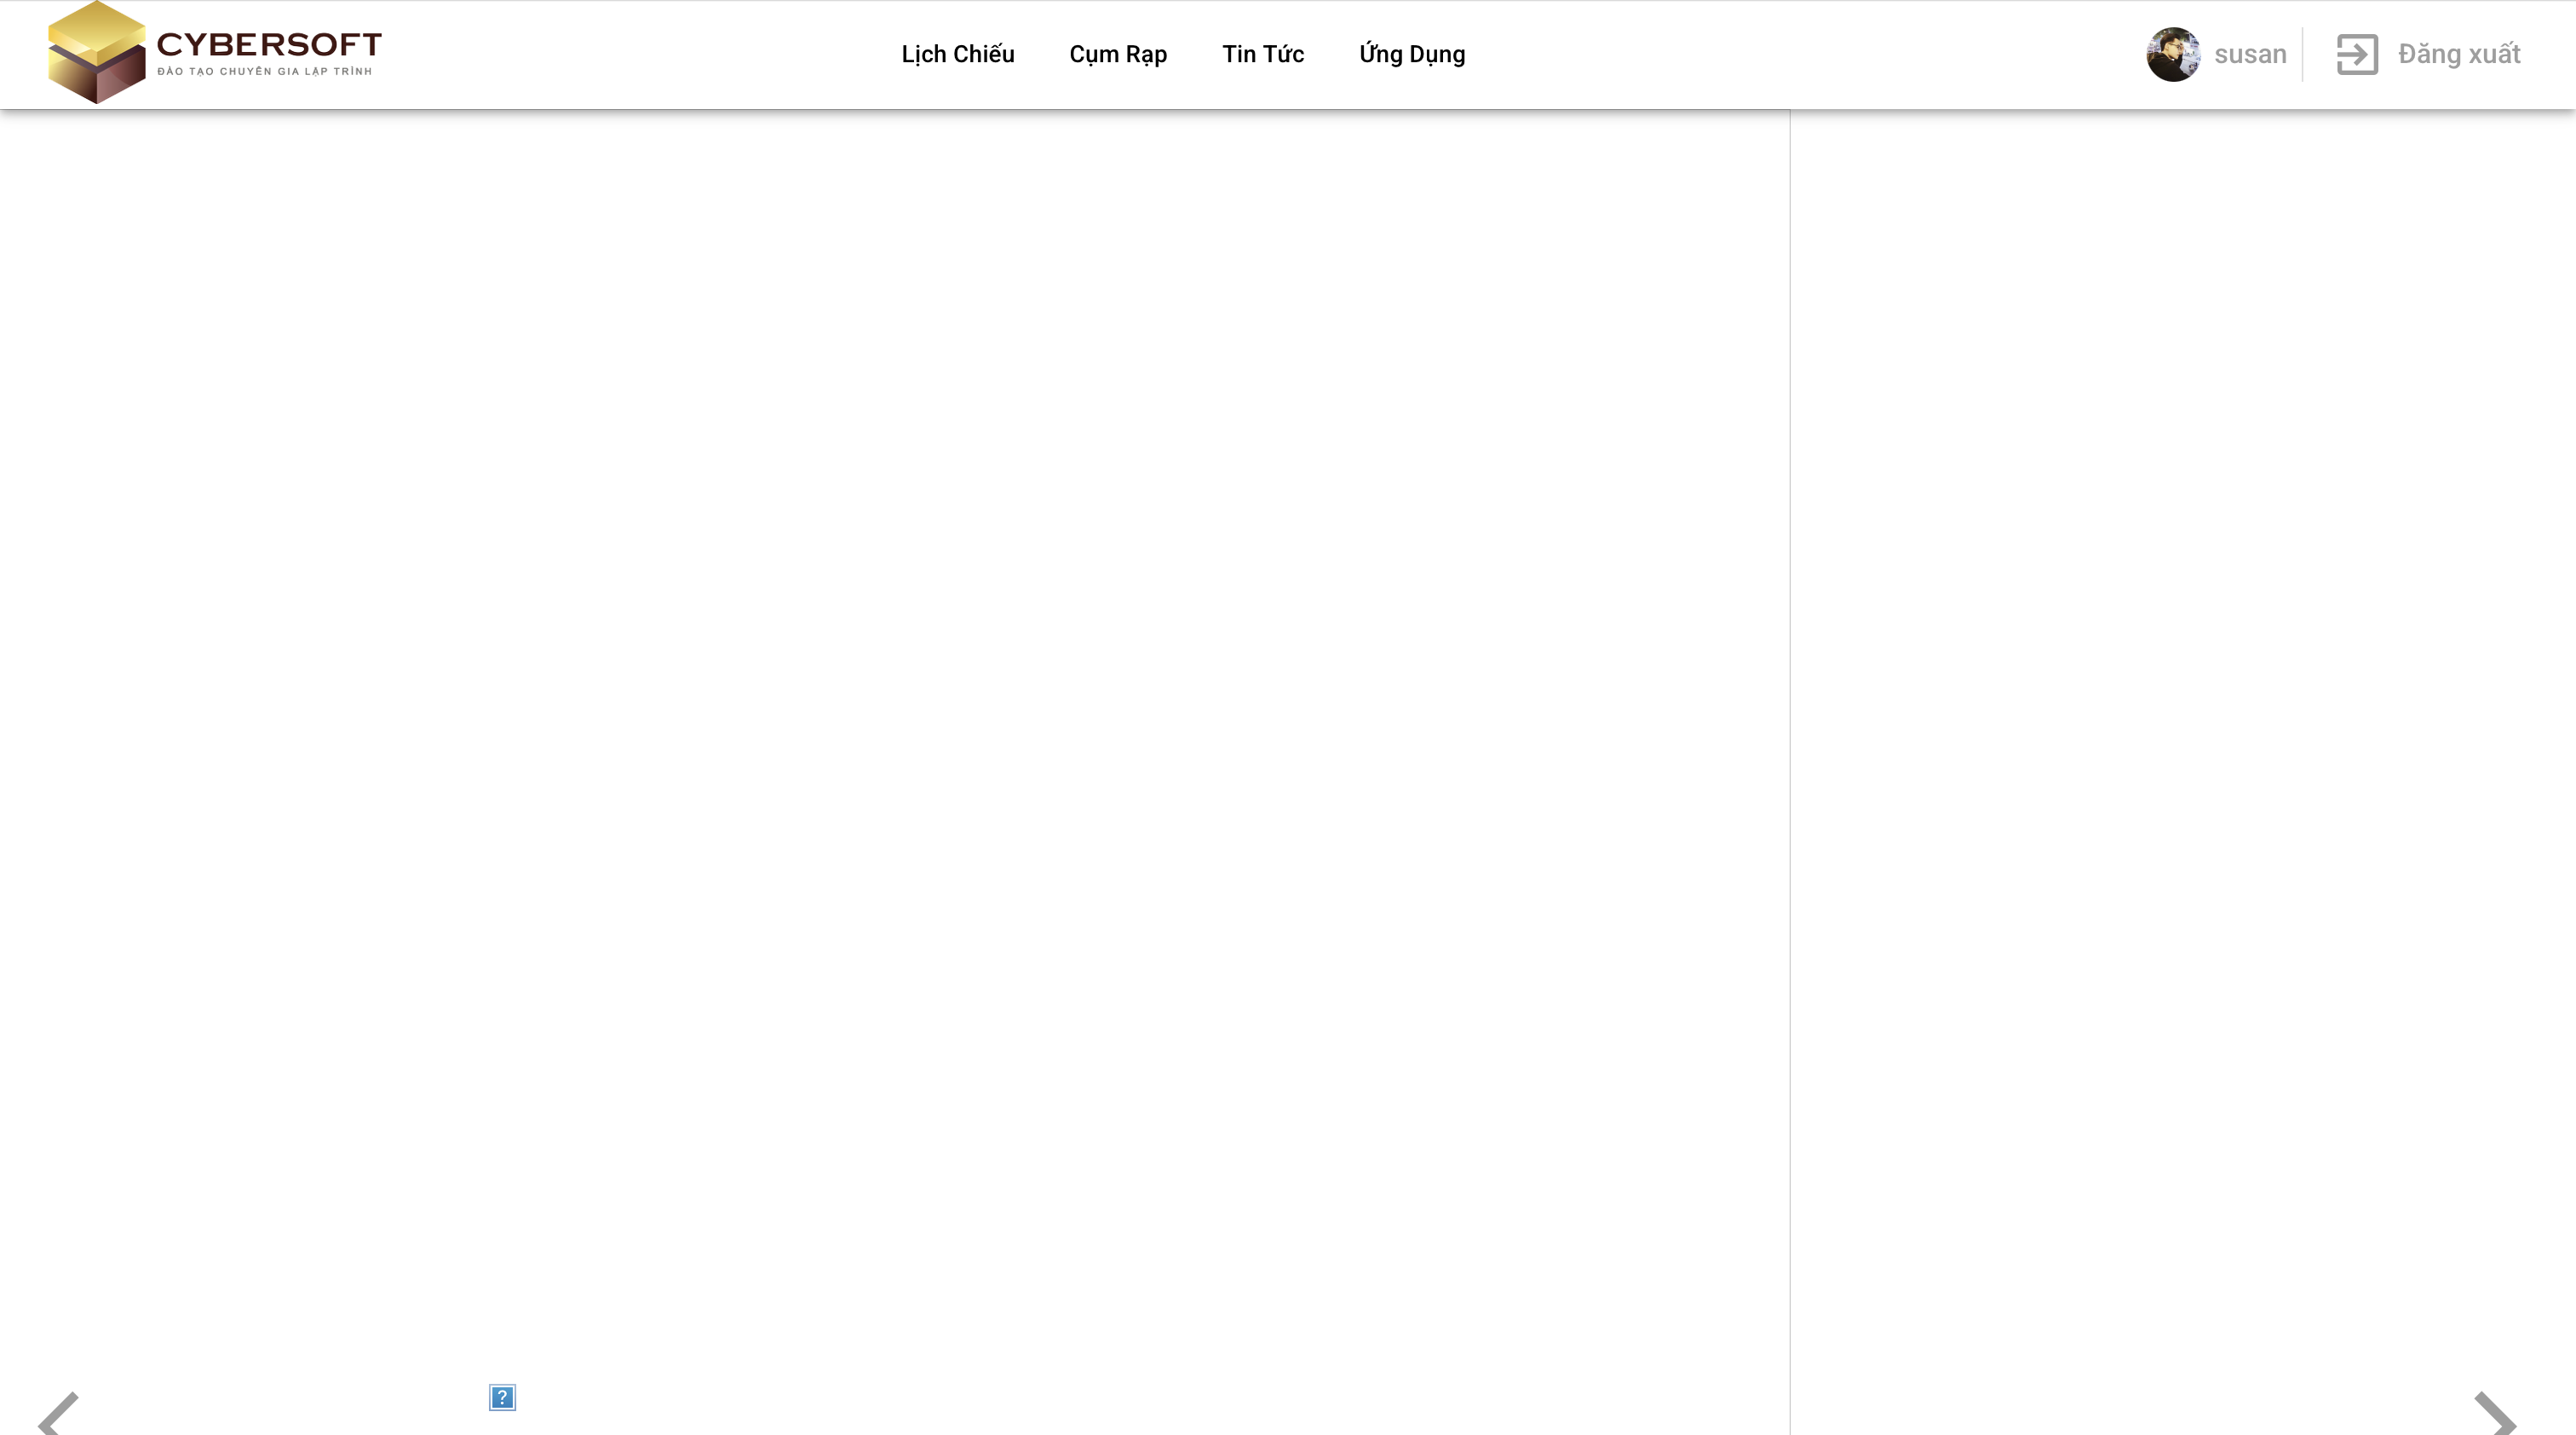 CYBERSOFT
ĐÀO TẠO CHUYÊN GIA LẬP TRÌNH
Lịch Chiếu
Cụm Rạp
Tin Tức
Ứng Dụng
susan
Đăng xuất
?